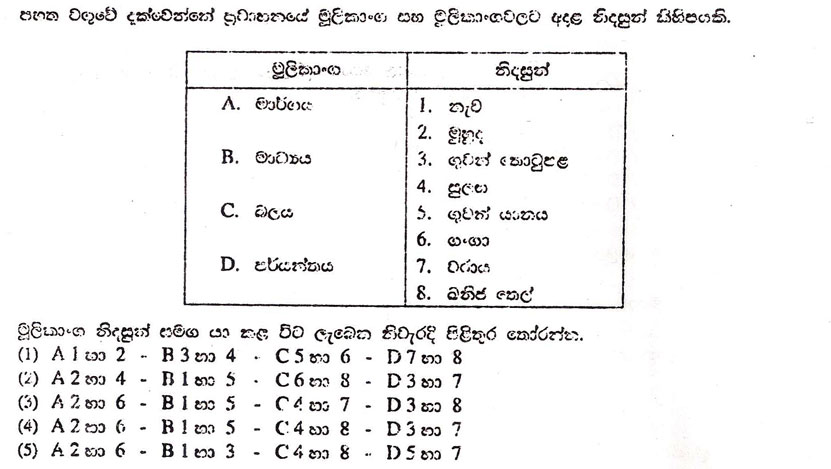 පහත වගුවේ දැක්වෙන්නේ ප්‍රවාහනයේ මූලිකාංග සහ මූලිකාංගවලට අදාළ නිදසුන් කිහිපයකි.
මූලිකාංග නිදසුන්
A. මාර්ගය 1. නැව
2. මුහුද
B. මාධ්‍යය 3. ගුවන් තොටුපළ
4. සුලඟ
C. බලය 5. ගුවන් යානය
6. ගංගා
D. පර්යන්තය 7. වරාය
8. ඛනිජ තෙල්
මූලිකාංග නිදසුන් සමග යා කළ විට ලැබෙන නිවැරදි පිළිතුර තෝරන්න.
(1) A 1 හා 2 - B 3 හා 4 - C 5 හා 6 - D 7 හා 8
(2) A 2 හා 4 - B 1 හා 5 - C 6 හා 8 - D 3 හා 7
(3) A 2 හා 6 - B 1 හා 5 - C 4 හා 7 - D 3 හා 8
(4) A 2 හා 6 - B 1 හා 5 - C 4 හා 8 - D 3 හා 7
(5) A 2 හා 6 - B 1 හා 3 - C 4 හා 8 - D 5 හා 7